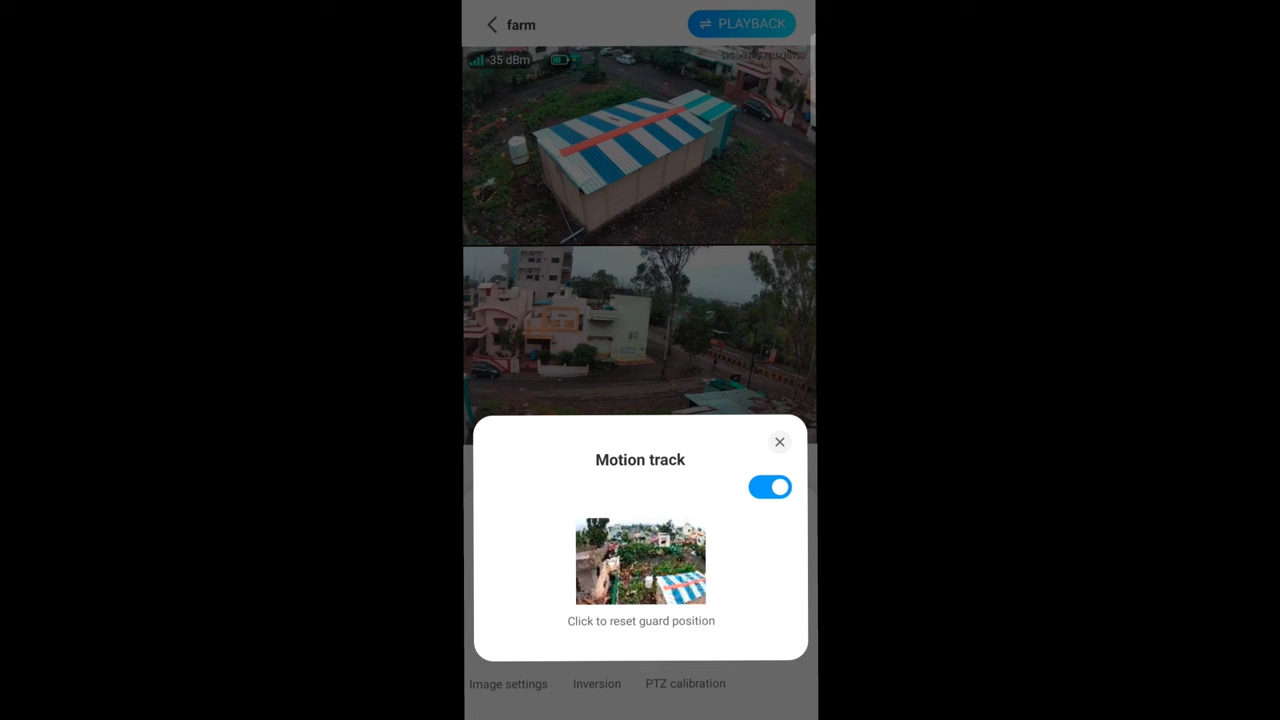 farm
PLAYBACK
-35 dBm
Motion track
Click to reset guard position
Image settings
Inversion
PTZ calibration